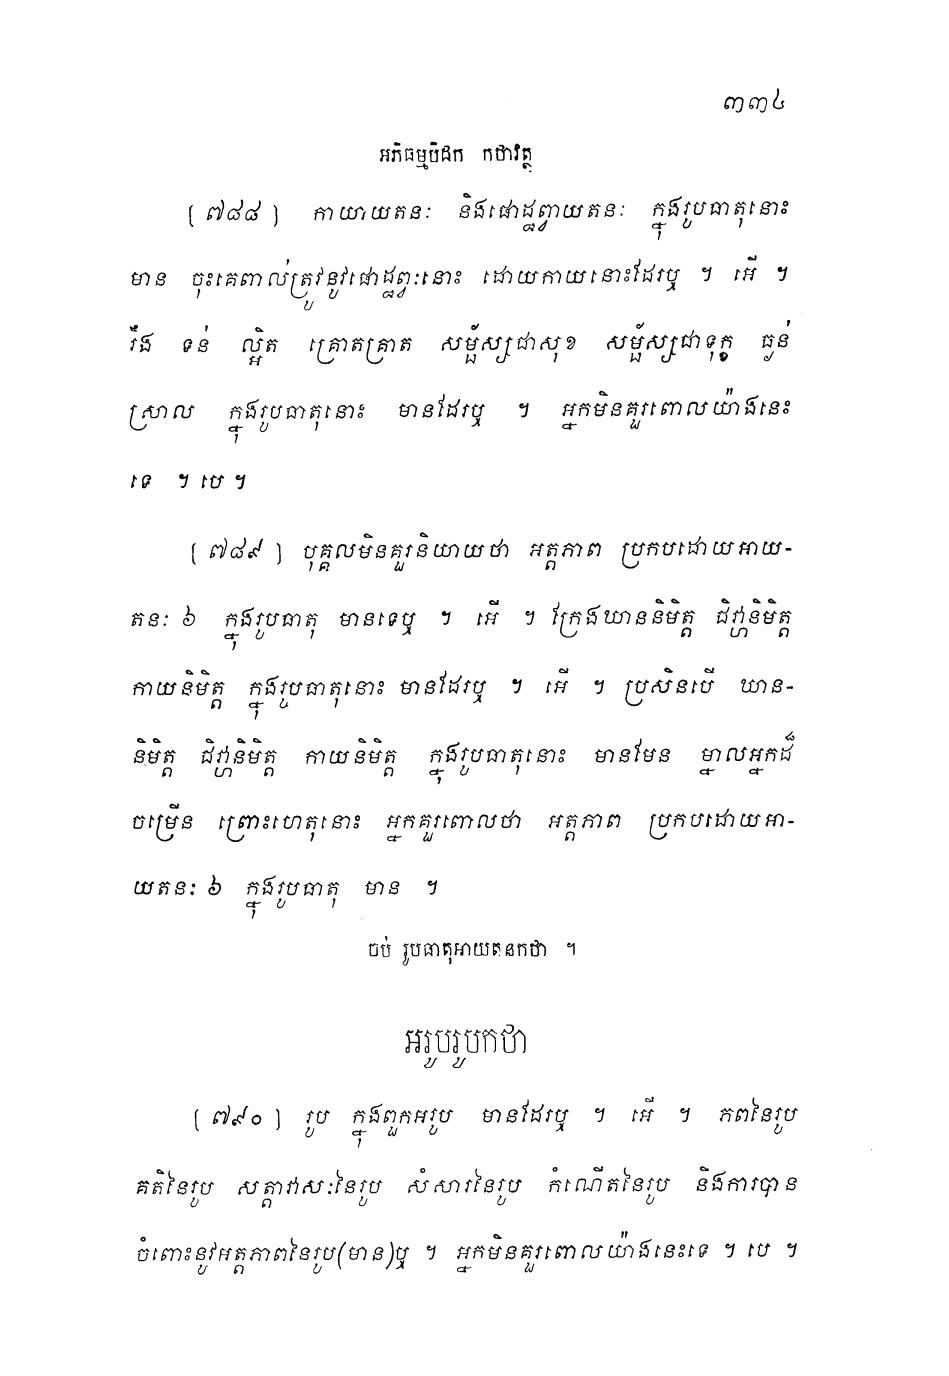 ៣៣៤
អភិធម្មបិដក កថាវត្ថុ
[៧៨៨] កាយាយតនៈ និងផោដ្ឋព្វាយតនៈ ក្នុងរូបធាតុនោះ
មាន ចុះគេពាល់ត្រូវនូវផោដ្ឋព្វៈនោះ ដោយកាយនោះដែរឬ ។ អើ ។
រឹង ទន់ ល្អិត គ្រោតគ្រាត សម្ផ័ស្សជាសុខ សម្ផ័ស្សជាទុក្ខ ធ្ងន់
ស្រាល ក្នុងរូបធាតុនោះ មានដែរឬ ។ អ្នកមិនគួរពោលយ៉ាងនេះ
ទេ ។ បេ ។
[៧៨៩] បុគ្គលមិនគួរនិយាយថា អត្តភាព ប្រកបដោយអាយ-
តនៈ ៦ ក្នុងរូបធាតុ មានទេឬ ។ អើ ។ ក្រែងឃាននិមិត្ត ជិវ្ហានិមិត្ត
កាយនិមិត្ត ក្នុងរូបធាតុនោះ មានដែរឬ ។ អើ ។ ប្រសិនបើ ឃាន-
និមិត្ត ជិវ្ហានិមិត្ត កាយនិមិត្ត ក្នុងរូបធាតុនោះ មានមែន ម្នាលអ្នកដ៏
ចម្រើន ព្រោះហេតុនោះ អ្នកគួរពោលថា អត្តភាព ប្រកបដោយអា-
យតនៈ ៦ ក្នុងរូបធាតុ មាន ។
ចប់ រូបធាតុអាយតនកថា ។
អរូបរូបកថា
[៧៩០] រូប ក្នុងពួកអរូប មានដែរឬ ។ អើ ។ ភពនៃរូប
គតិនៃរូប សត្តាវាសៈនៃរូប សំសារនៃរូប កំណើតនៃរូប និងការបាន
ចំពោះនូវអត្តភាពនៃរូប(មាន)ឬ ។ អ្នកមិនគួរពោលយ៉ាងនេះទេ ។ បេ ។